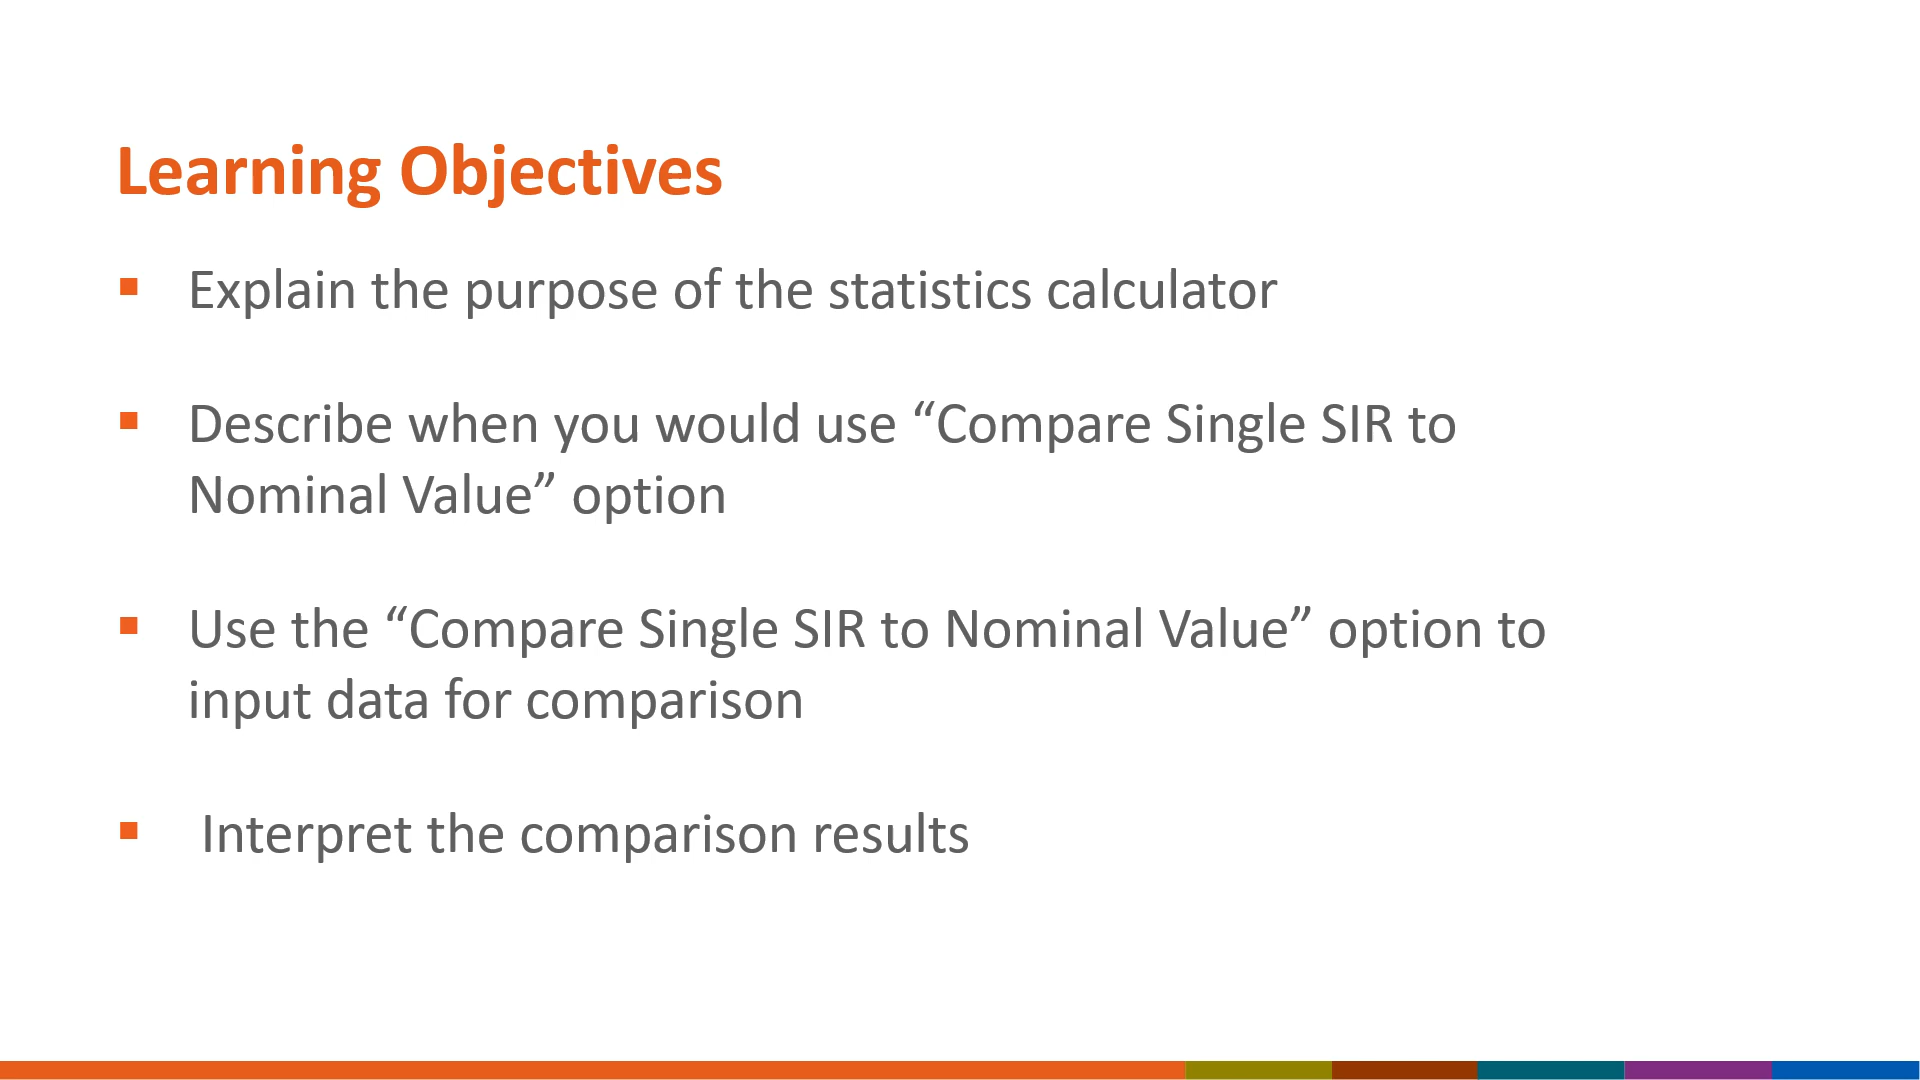 Learning Objectives
▪ Explain the purpose of the statistics calculator
▪ Describe when you would use “Compare Single SIR to
Nominal Value” option
▪ Use the “Compare Single SIR to Nominal Value” option to
input data for comparison
▪ Interpret the comparison results